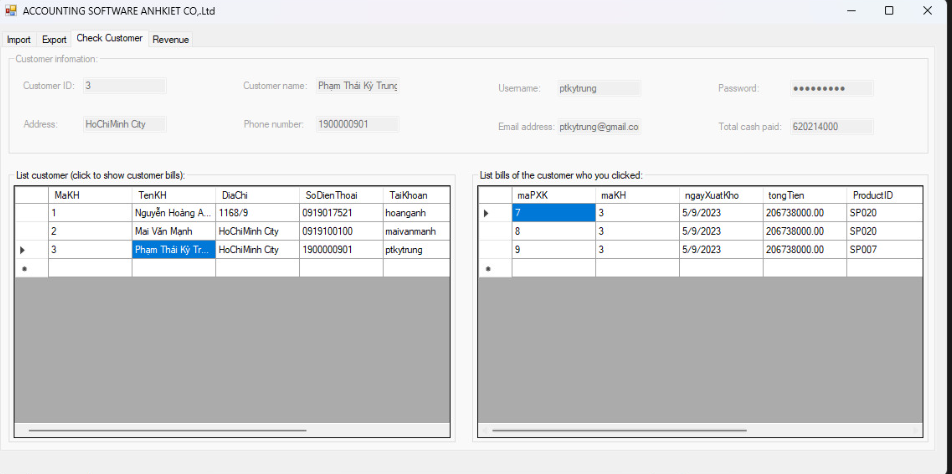 ACCOUNTING SOFTWARE ANHKIET CO,.Ltd
Import Export Check Customer Revenue
Customer infomation:
Customer ID: 3 Customer name: Phạm Thái Kỳ Trung Username: ptkytrung Password: ●●●●●●●●●
Address: HoChiMinh City Phone number: 1900000901 Email address: ptkytrung@gmail.co Total cash paid: 620214000
List customer (click to show customer bills):
MaKH TenKH DiaChi SoDienThoai TaiKhoan
1 Nguyễn Hoàng A... 1168/9 0919017521 hoanganh
2 Mai Văn Mạnh HoChiMinh City 0919100100 maivanmanh
3 Phạm Thái Kỳ Tr... HoChiMinh City 1900000901 ptkytrung
List bills of the customer who you clicked:
maPXK maKH ngayXuatKho tongTien ProductID
7 3 5/9/2023 206738000.00 SP020
8 3 5/9/2023 206738000.00 SP020
9 3 5/9/2023 206738000.00 SP007